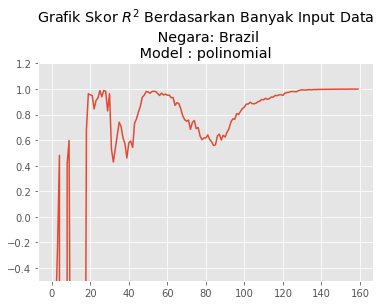 Grafik Skor R² Berdasarkan Banyak Input Data
Negara: Brazil
Model : polinomial
1.2
1.0
0.8
0.6
0.4
0.2
0.0
−0.2
−0.4
0 20 40 60 80 100 120 140 160